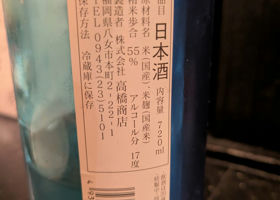 品目 日本酒 内容量 720ml
原材料名 米(国産)、米麹(国産米)
精米歩合 55% アルコール分 17度
製造者 株式会社 高橋商店
福岡県八女市本町2-22-1
TEL 0943(23)5101
保存方法 冷蔵庫に保存